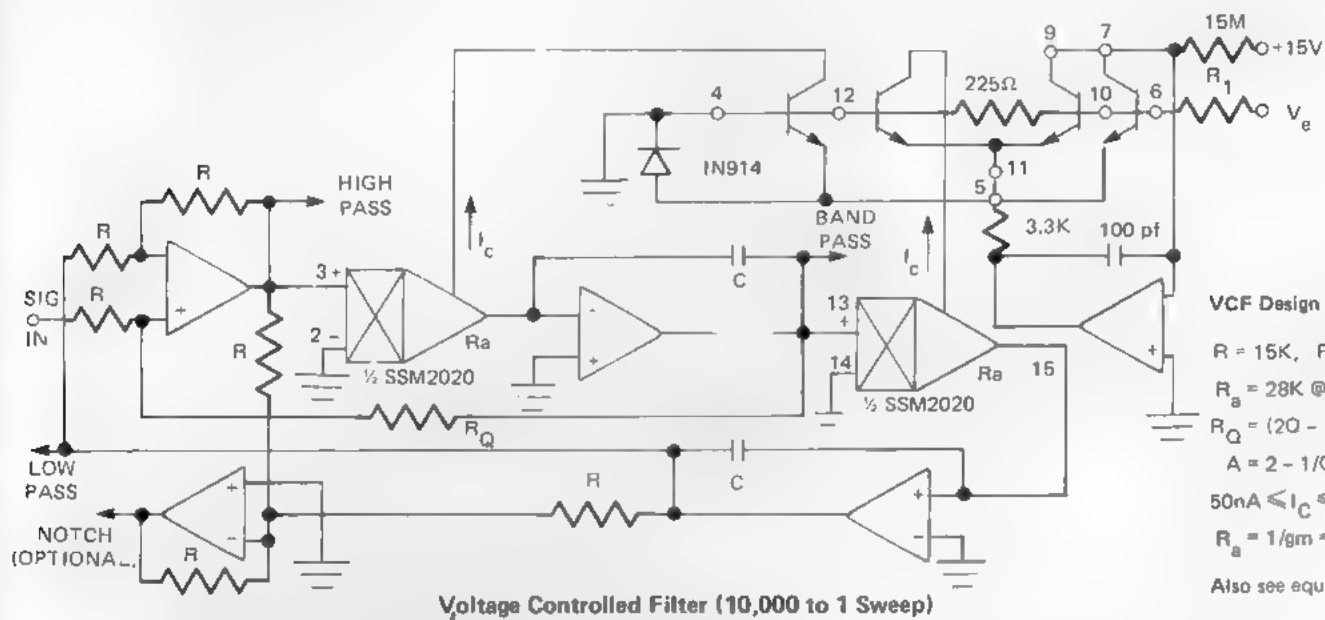 15M
+15V
9
7
R1
4
12
225Ω
10
6
Ve
R
IN914
11
HIGH
PASS
5
3.3K
100 pf
R
Ic
BAND
PASS
Ic
C
SIG
IN
R
3 +
2 -
Ra
½ SSM2020
-
+
13
+
14
Ra
15
½ SSM2020
+
+
R
RQ
LOW
PASS
C
R
NOTCH
(OPTIONAL)
R
+
-
+
-
VCF Design
R = 15K,
Ra = 28K @
RQ = (2Q -
A = 2 - 1/
50nA ≤ IC ≤
Ra = 1/gm =
Also see equ
Voltage Controlled Filter (10,000 to 1 Sweep)